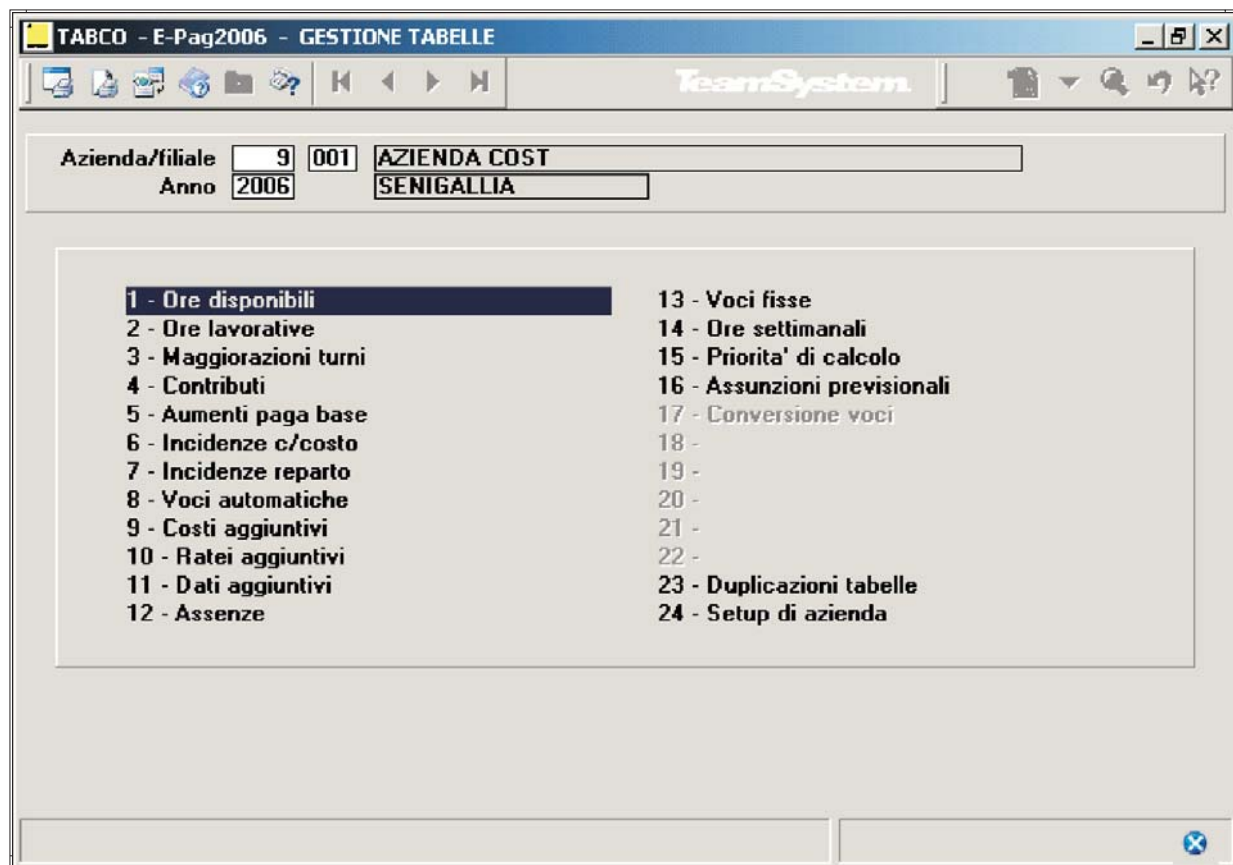 TABCO - E-Pag2006 - GESTIONE TABELLE
TeamSystem
Azienda/filiale 9 001 AZIENDA COST
Anno 2006 SENIGALLIA
1 - Ore disponibili
2 - Ore lavorative
3 - Maggiorazioni turni
4 - Contributi
5 - Aumenti paga base
6 - Incidenze c/costo
7 - Incidenze reparto
8 - Voci automatiche
9 - Costi aggiuntivi
10 - Ratei aggiuntivi
11 - Dati aggiuntivi
12 - Assenze
13 - Voci fisse
14 - Ore settimanali
15 - Priorita' di calcolo
16 - Assunzioni previsionali
17 - Conversione voci
18 -
19 -
20 -
21 -
22 -
23 - Duplicazioni tabelle
24 - Setup di azienda